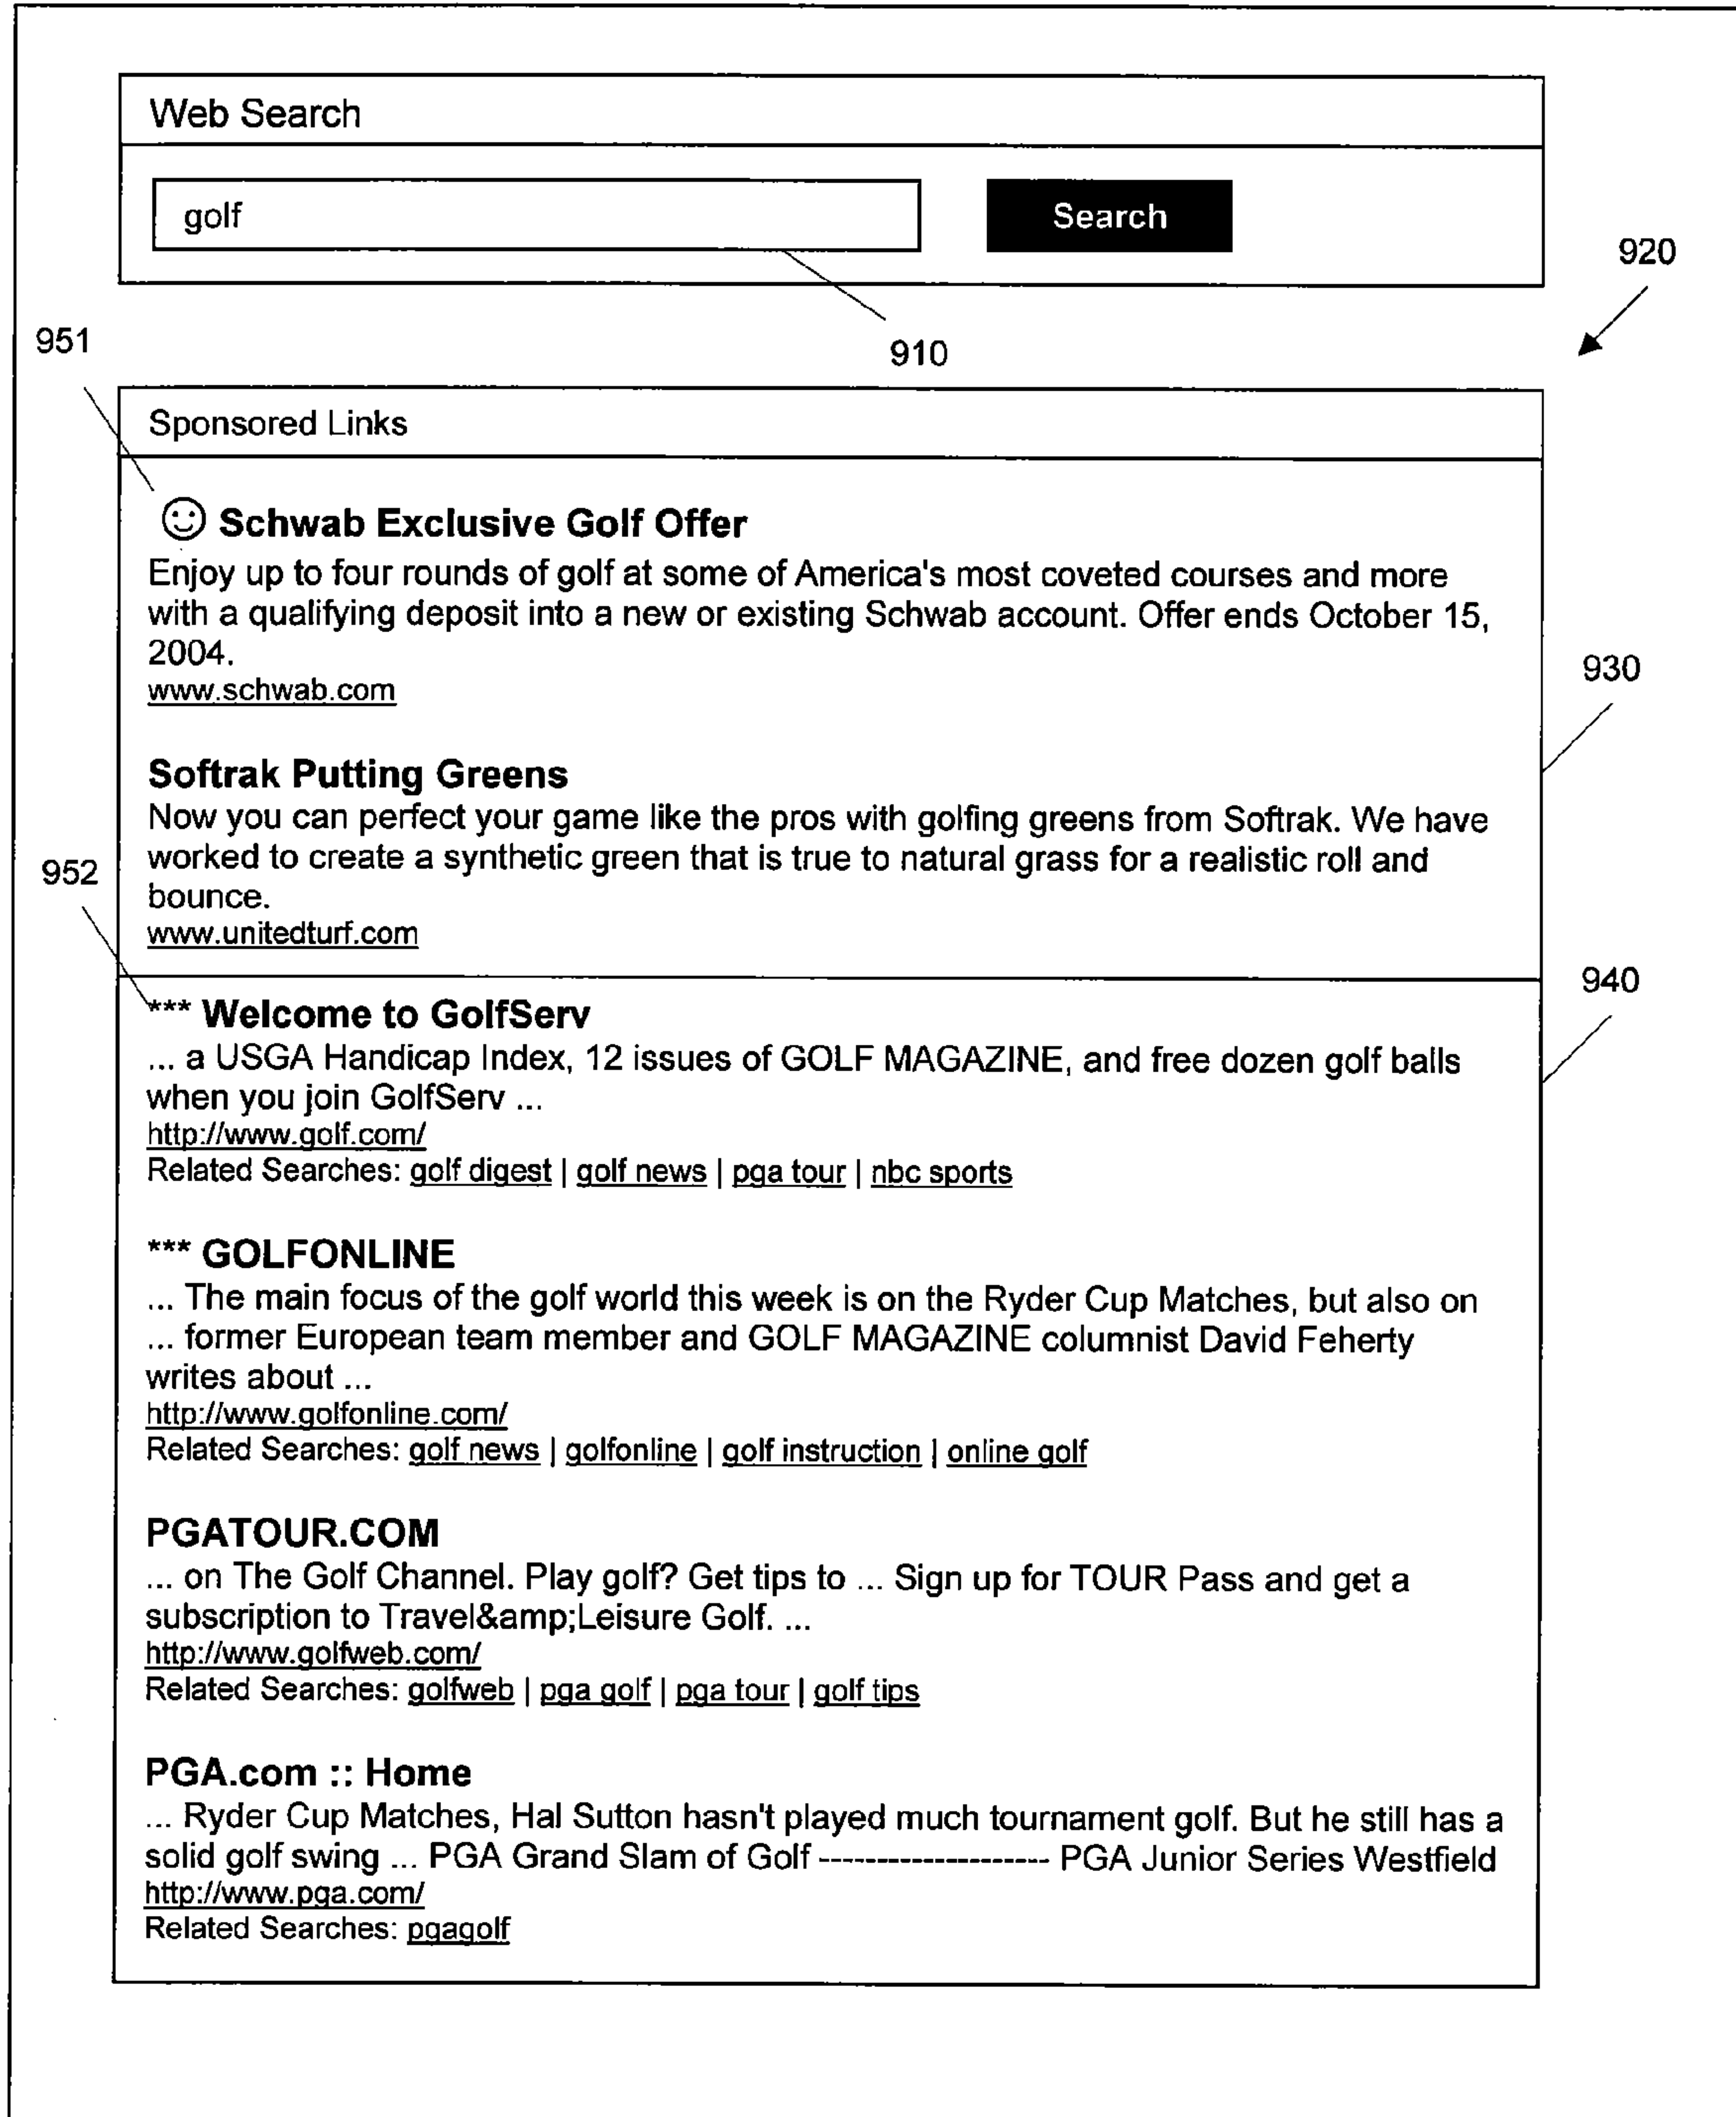 Web Search
golf
Search
920
951
910
Sponsored Links
Schwab Exclusive Golf Offer
Enjoy up to four rounds of golf at some of America's most coveted courses and more
with a qualifying deposit into a new or existing Schwab account. Offer ends October 15,
2004.
www.schwab.com
930
Softrak Putting Greens
Now you can perfect your game like the pros with golfing greens from Softrak. We have
worked to create a synthetic green that is true to natural grass for a realistic roll and
952
bounce.
www.unitedturf.com
940
*** Welcome to GolfServ
... a USGA Handicap Index, 12 issues of GOLF MAGAZINE, and free dozen golf balls
when you join GolfServ ...
http://www.golf.com/
Related Searches: golf digest | golf news | pga tour | nbc sports
*** GOLFONLINE
... The main focus of the golf world this week is on the Ryder Cup Matches, but also on
... former European team member and GOLF MAGAZINE columnist David Feherty
writes about ...
http://www.golfonline.com/
Related Searches: golf news | golfonline | golf instruction | online golf
PGATOUR.COM
... on The Golf Channel. Play golf? Get tips to ... Sign up for TOUR Pass and get a
subscription to Travel&amp;Leisure Golf. ...
http://www.golfweb.com/
Related Searches: golfweb | pga golf | pga tour | golf tips
PGA.com :: Home
... Ryder Cup Matches, Hal Sutton hasn't played much tournament golf. But he still has a
solid golf swing ... PGA Grand Slam of Golf -------------------- PGA Junior Series Westfield
http://www.pga.com/
Related Searches: pgagolf